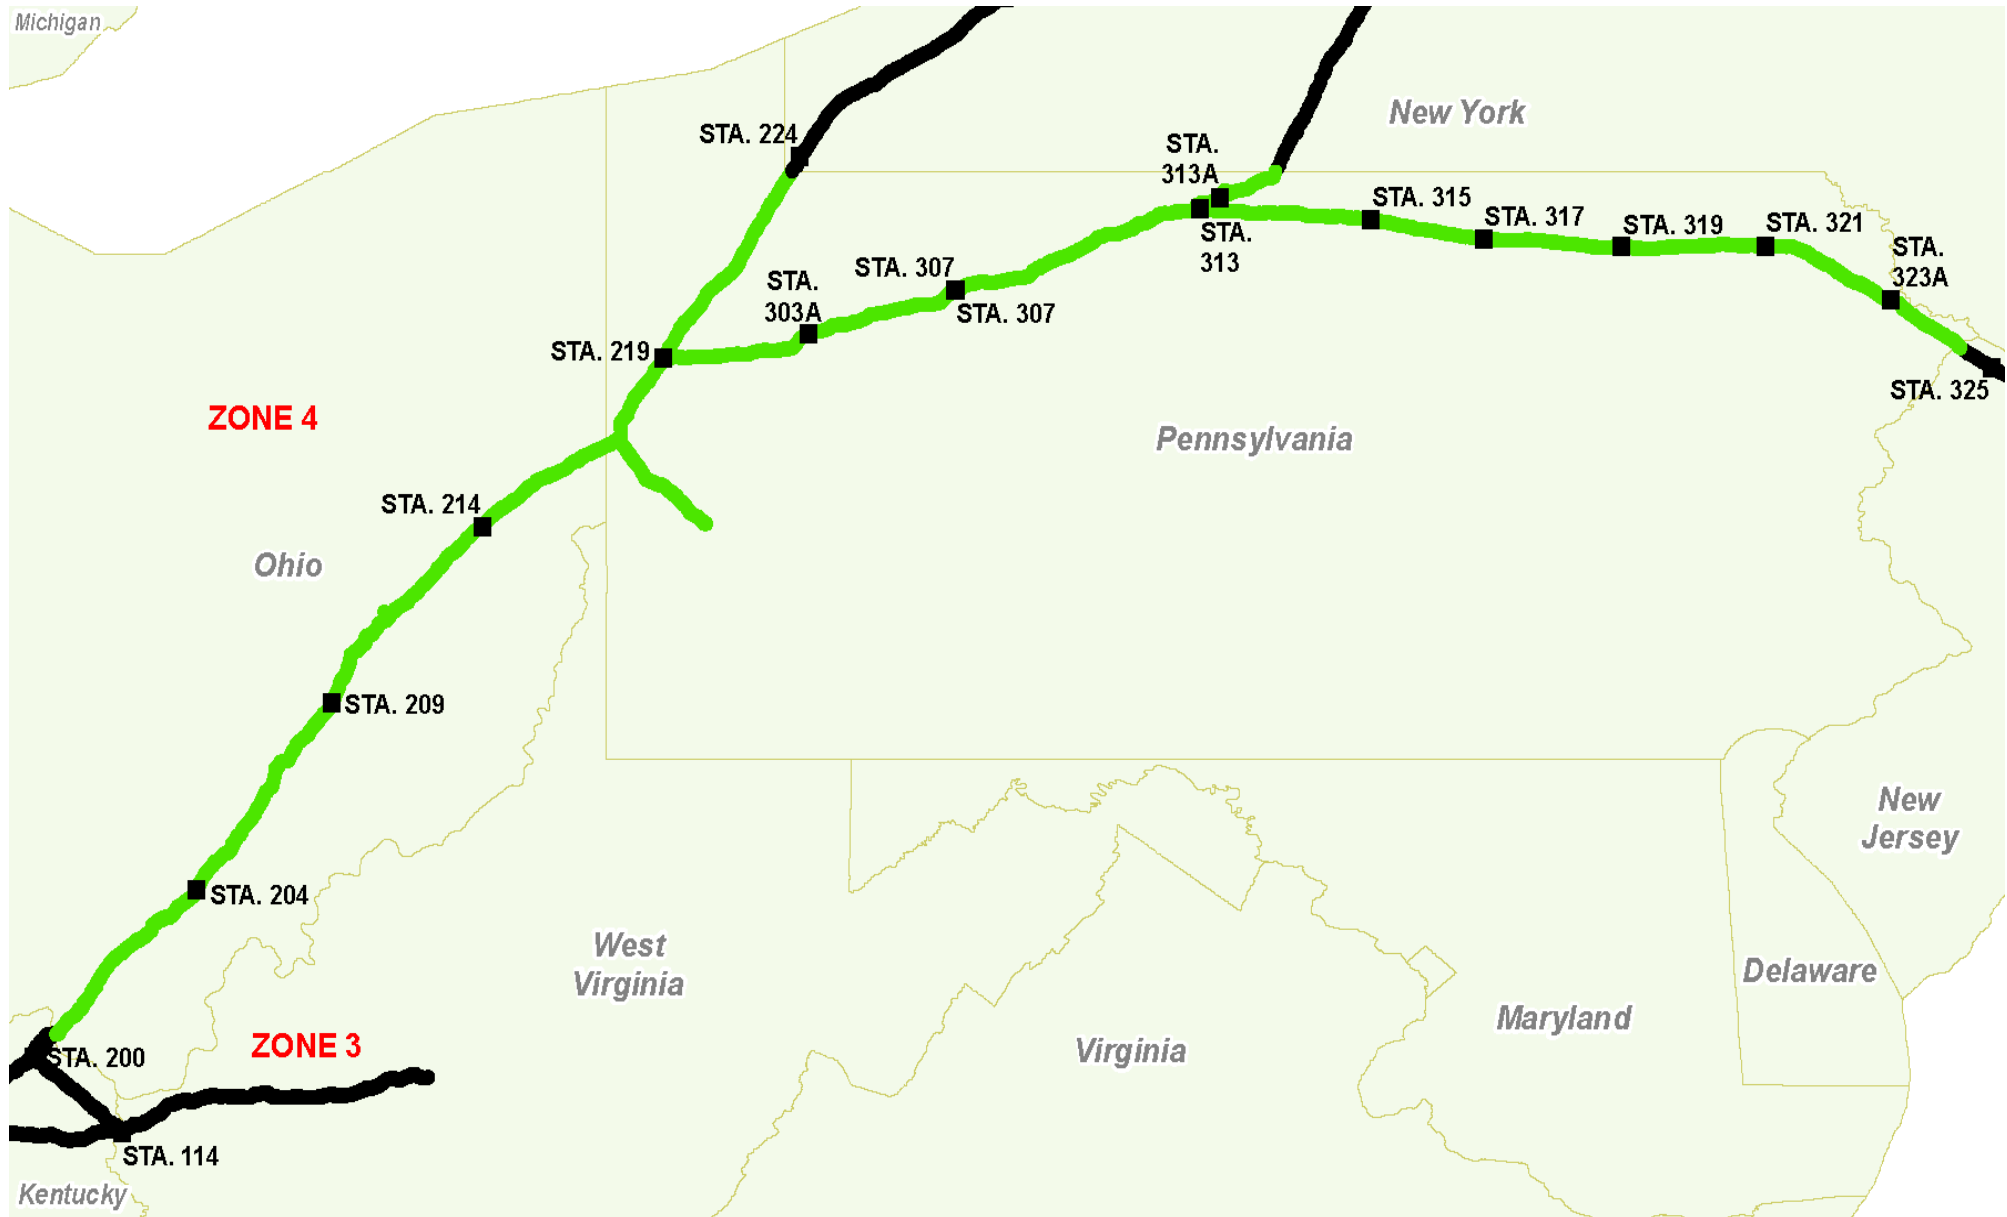 Michigan
New York
STA. 224
STA.
313A
STA. 315
STA. 317
STA. 319
STA. 321
STA.
313
STA.
323A
STA. 307
STA.
303A
STA. 307
STA. 219
STA. 325
ZONE 4
Pennsylvania
STA. 214
Ohio
STA. 209
New
Jersey
STA. 204
West
Virginia
Delaware
Maryland
ZONE 3
Virginia
STA. 200
STA. 114
Kentucky